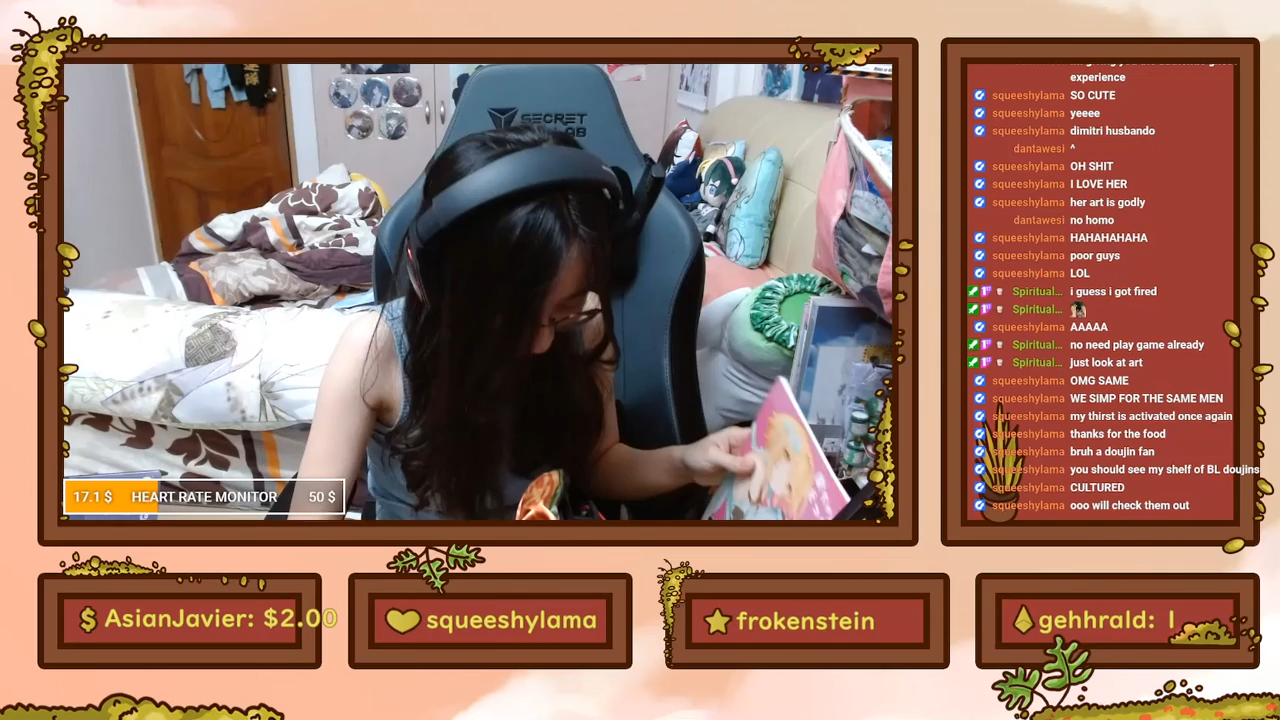 SECRET
LAB
17.1 $ HEART RATE MONITOR 50 $
experience
squeeshylama SO CUTE
squeeshylama yeeee
squeeshylama dimitri husbando
dantawesi ^
squeeshylama OH SHIT
squeeshylama I LOVE HER
squeeshylama her art is godly
dantawesi no homo
squeeshylama HAHAHAHAHA
squeeshylama poor guys
squeeshylama LOL
Spiritual... i guess i got fired
Spiritual...
squeeshylama AAAAA
Spiritual... no need play game already
Spiritual... just look at art
squeeshylama OMG SAME
squeeshylama WE SIMP FOR THE SAME MEN
squeeshylama my thirst is activated once again
squeeshylama thanks for the food
squeeshylama bruh a doujin fan
squeeshylama you should see my shelf of BL doujins
squeeshylama CULTURED
squeeshylama ooo will check them out
$ AsianJavier: $2.00
squeeshylama
frokenstein
gehhrald: 1